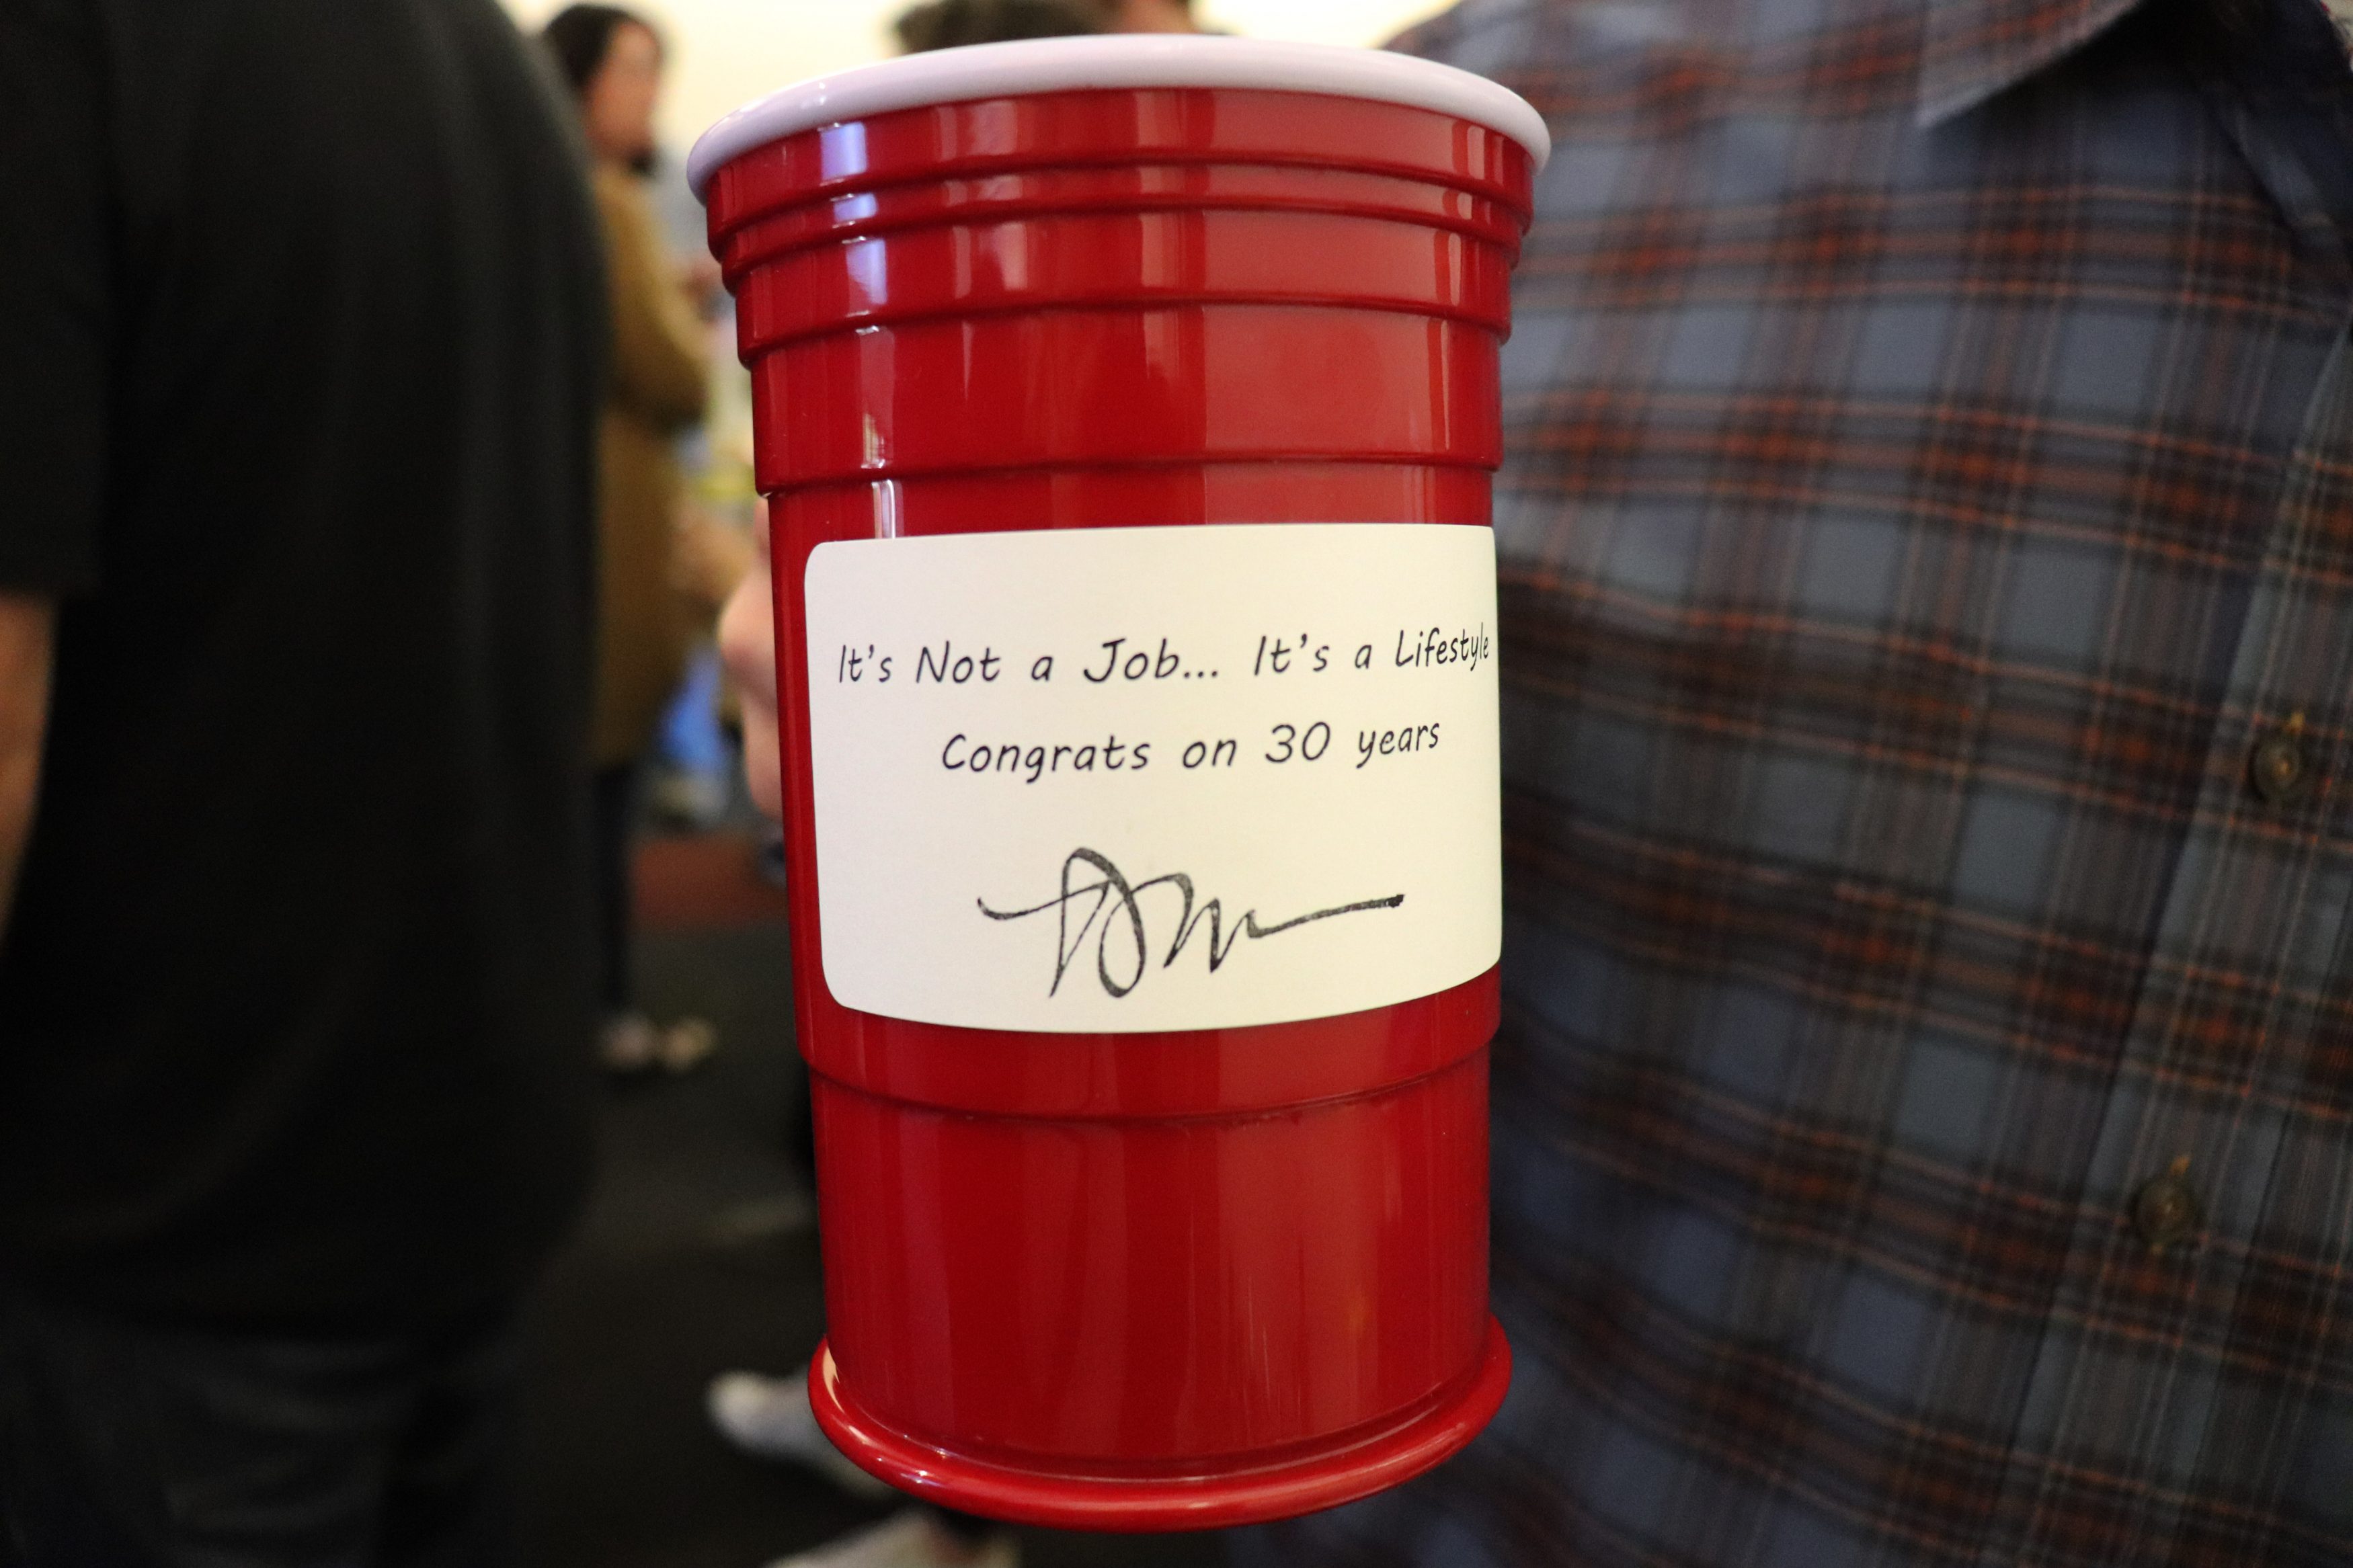 It's Not a Job... It's a Lifestyle
Congrats on 30 years